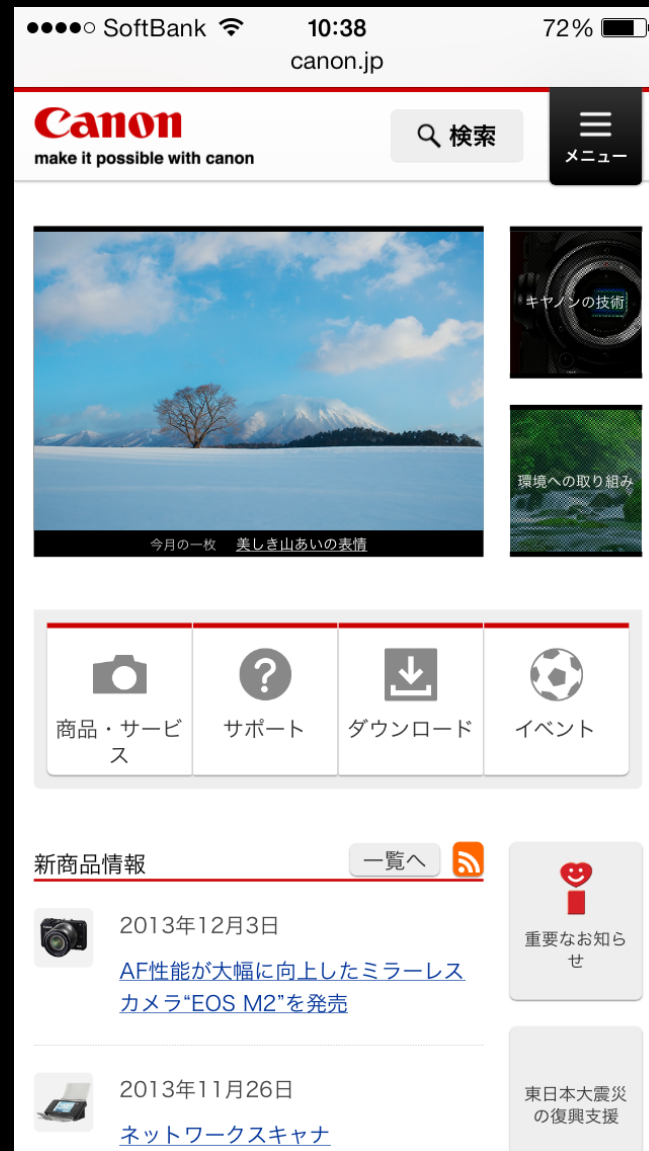 SoftBank 10:38 72%
canon.jp
Canon
make it possible with canon
検索
メニュー
キヤノンの技術
環境への取り組み
今月の一枚 美しき山あいの表情
商品・サービ
ス
サポート
ダウンロード
イベント
新商品情報
一覧へ
2013年12月3日
AF性能が大幅に向上したミラーレス
カメラ“EOS M2”を発売
2013年11月26日
ネットワークスキャナ
重要なお知ら
せ
東日本大震災
の復興支援